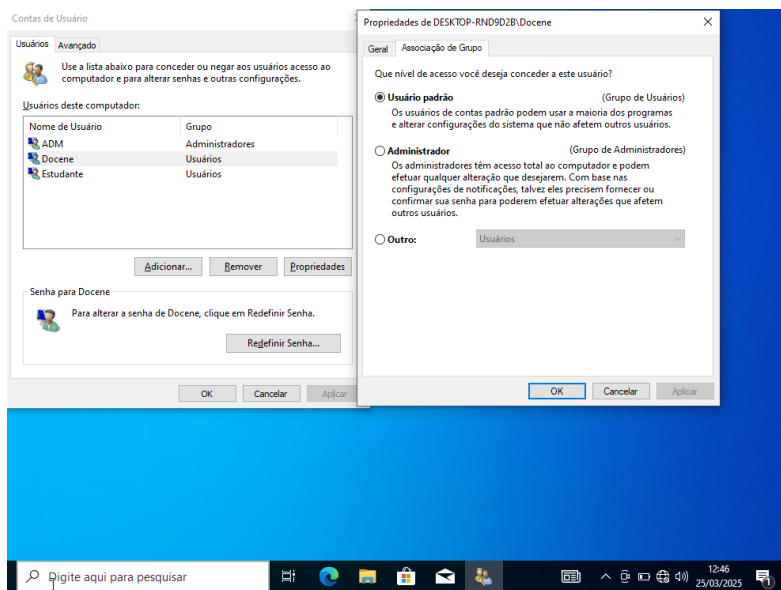 Contas de Usuário
Usuários Avançado
Use a lista abaixo para conceder ou negar aos usuários acesso ao
computador e para alterar senhas e outras configurações.
Usuários deste computador:
Nome de Usuário Grupo
ADM Administradores
Docene Usuários
Estudante Usuários
Adicionar... Remover Propriedades
Senha para Docene
Para alterar a senha de Docene, clique em Redefinir Senha.
Redefinir Senha...
OK Cancelar Aplicar
Propriedades de DESKTOP-RND9D2B\Docene
Geral Associação de Grupo
Que nível de acesso você deseja conceder a este usuário?
Usuário padrão (Grupo de Usuários)
Os usuários de contas padrão podem usar a maioria dos programas
e alterar configurações do sistema que não afetem outros usuários.
Administrador (Grupo de Administradores)
Os administradores têm acesso total ao computador e podem
efetuar qualquer alteração que desejarem. Com base nas
configurações de notificações, talvez eles precisem fornecer ou
confirmar sua senha para poderem efetuar alterações que afetem
outros usuários.
Outro: Usuários
OK Cancelar Aplicar
Digite aqui para pesquisar
12:46
25/03/2025
1